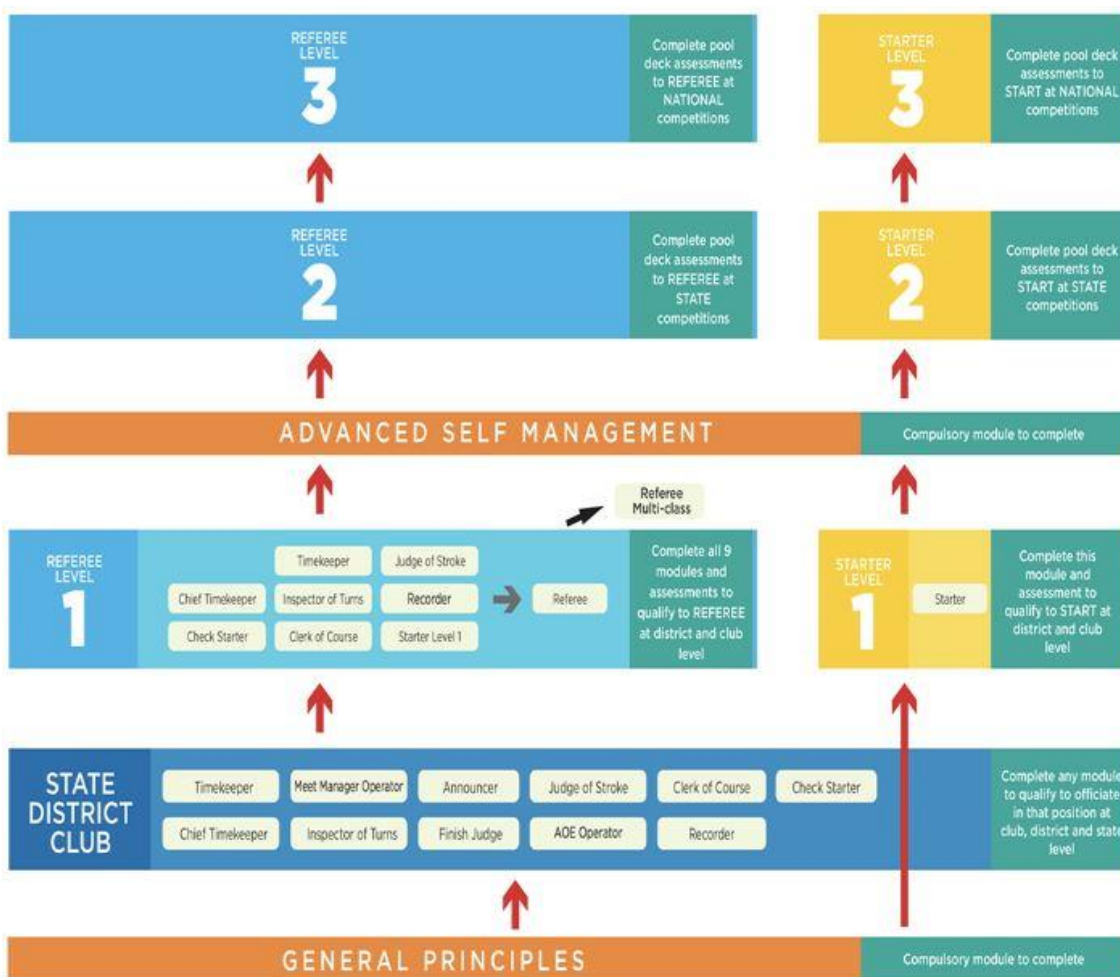 REFEREE
LEVEL
3
Complete pool
deck assessments
to REFEREE at
NATIONAL
competitions
STARTER
LEVEL
3
Complete pool deck
assessments to
START at NATIONAL
competitions
REFEREE
LEVEL
2
Complete pool
deck assessments
to REFEREE at
STATE
competitions
STARTER
LEVEL
2
Complete pool deck
assessments to
START at STATE
competitions
ADVANCED SELF MANAGEMENT
Compulsory module to complete
Referee
Multi-class
REFEREE
LEVEL
1
Timekeeper
Judge of Stroke
Chief Timekeeper
Inspector of Turns
Recorder
Check Starter
Clerk of Course
Starter Level 1
Referee
Complete all 9
modules and
assessments to
qualify to REFEREE
at district and club
level
STARTER
LEVEL
1
Starter
Complete this
module and
assessment to
qualify to START at
district and club
level
STATE
DISTRICT
CLUB
Timekeeper
Meet Manager Operator
Announcer
Judge of Stroke
Clerk of Course
Check Starter
Chief Timekeeper
Inspector of Turns
Finish Judge
AOE Operator
Recorder
Complete any module
to qualify to officiate
in that position at
club, district and state
level
GENERAL PRINCIPLES
Compulsory module to complete